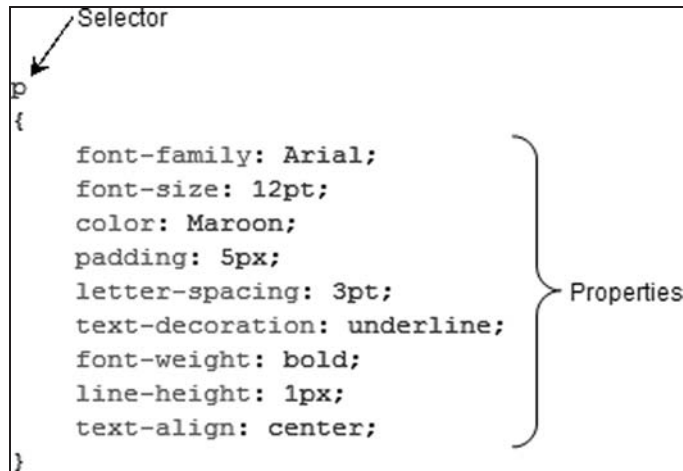 Selector
p
{
font-family: Arial;
font-size: 12pt;
color: Maroon;
padding: 5px;
letter-spacing: 3pt;
Properties
text-decoration: underline;
font-weight: bold;
line-height: 1px;
text-align: center;
}